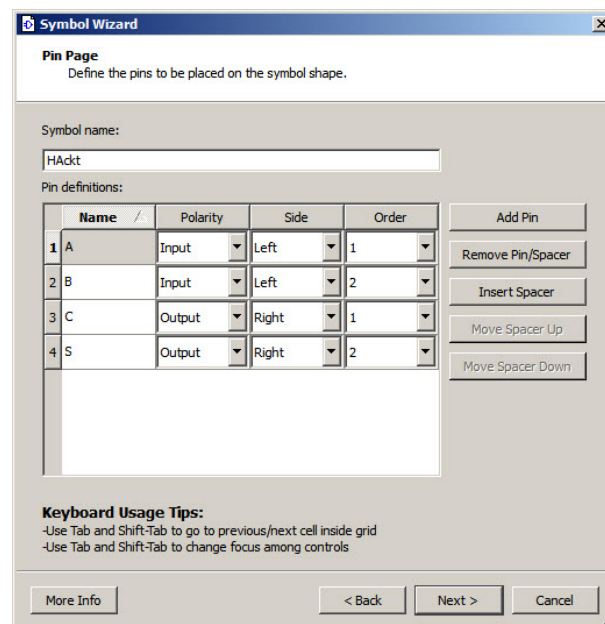 Symbol Wizard
Pin Page
Define the pins to be placed on the symbol shape.
Symbol name:
HAckt
Pin definitions:
Name Polarity Side Order
1 A Input Left 1
2 B Input Left 2
3 C Output Right 1
4 S Output Right 2
Add Pin
Remove Pin/Spacer
Insert Spacer
Move Spacer Up
Move Spacer Down
Keyboard Usage Tips:
-Use Tab and Shift-Tab to go to previous/next cell inside grid
-Use Tab and Shift-Tab to change focus among controls
More Info < Back Next > Cancel